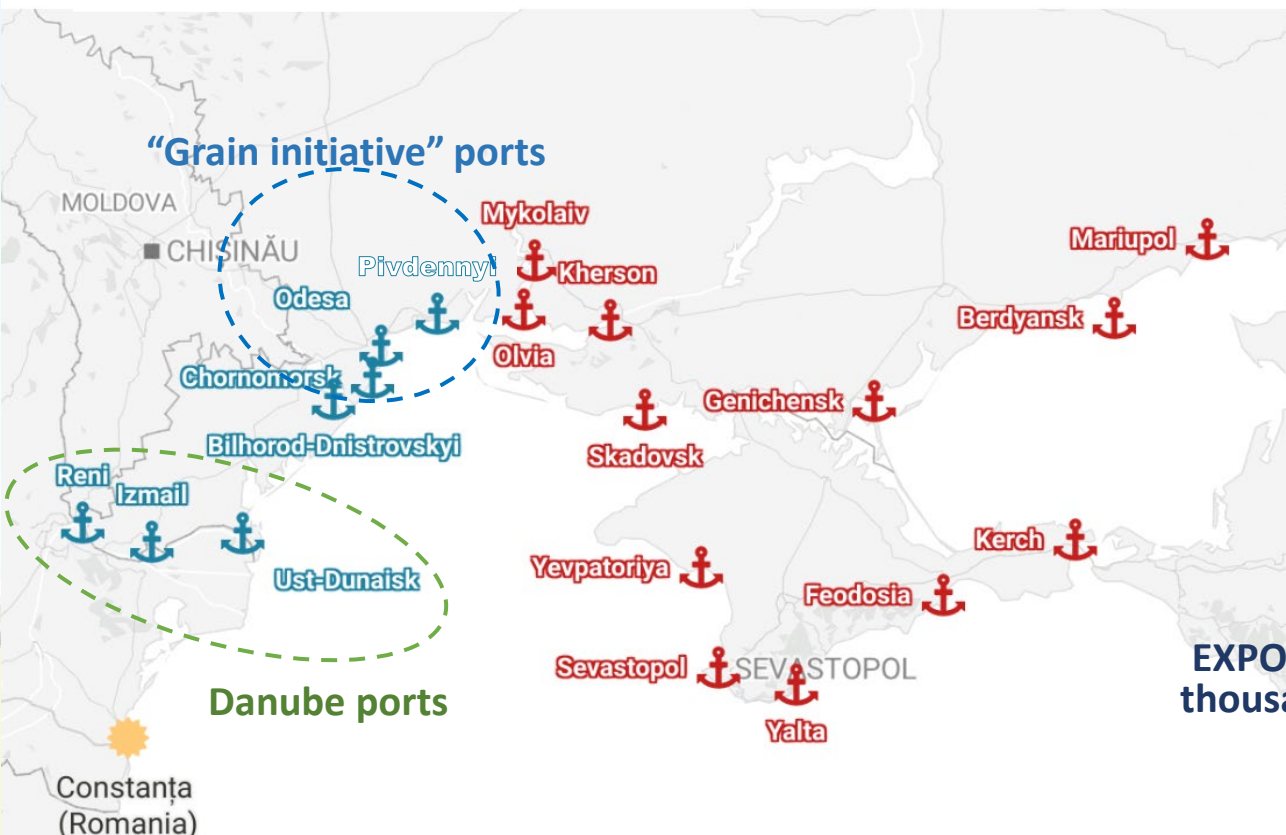 “Grain initiative” ports
MOLDOVA
CHIȘINĂU
Mykolaiv
Mariupol
Pivdennyi
Kherson
Odesa
Berdyansk
Olvia
Chornomorsk
Genichensk
Bilhorod-Dnistrovskyi
Skadovsk
Reni
Izmail
Kerch
Yevpatoriya
Ust-Dunaisk
Feodosia
Sevastopol
SEVASTOPOL
EXPO
Danube ports
thousa
Yalta
Constanța
(Romania)